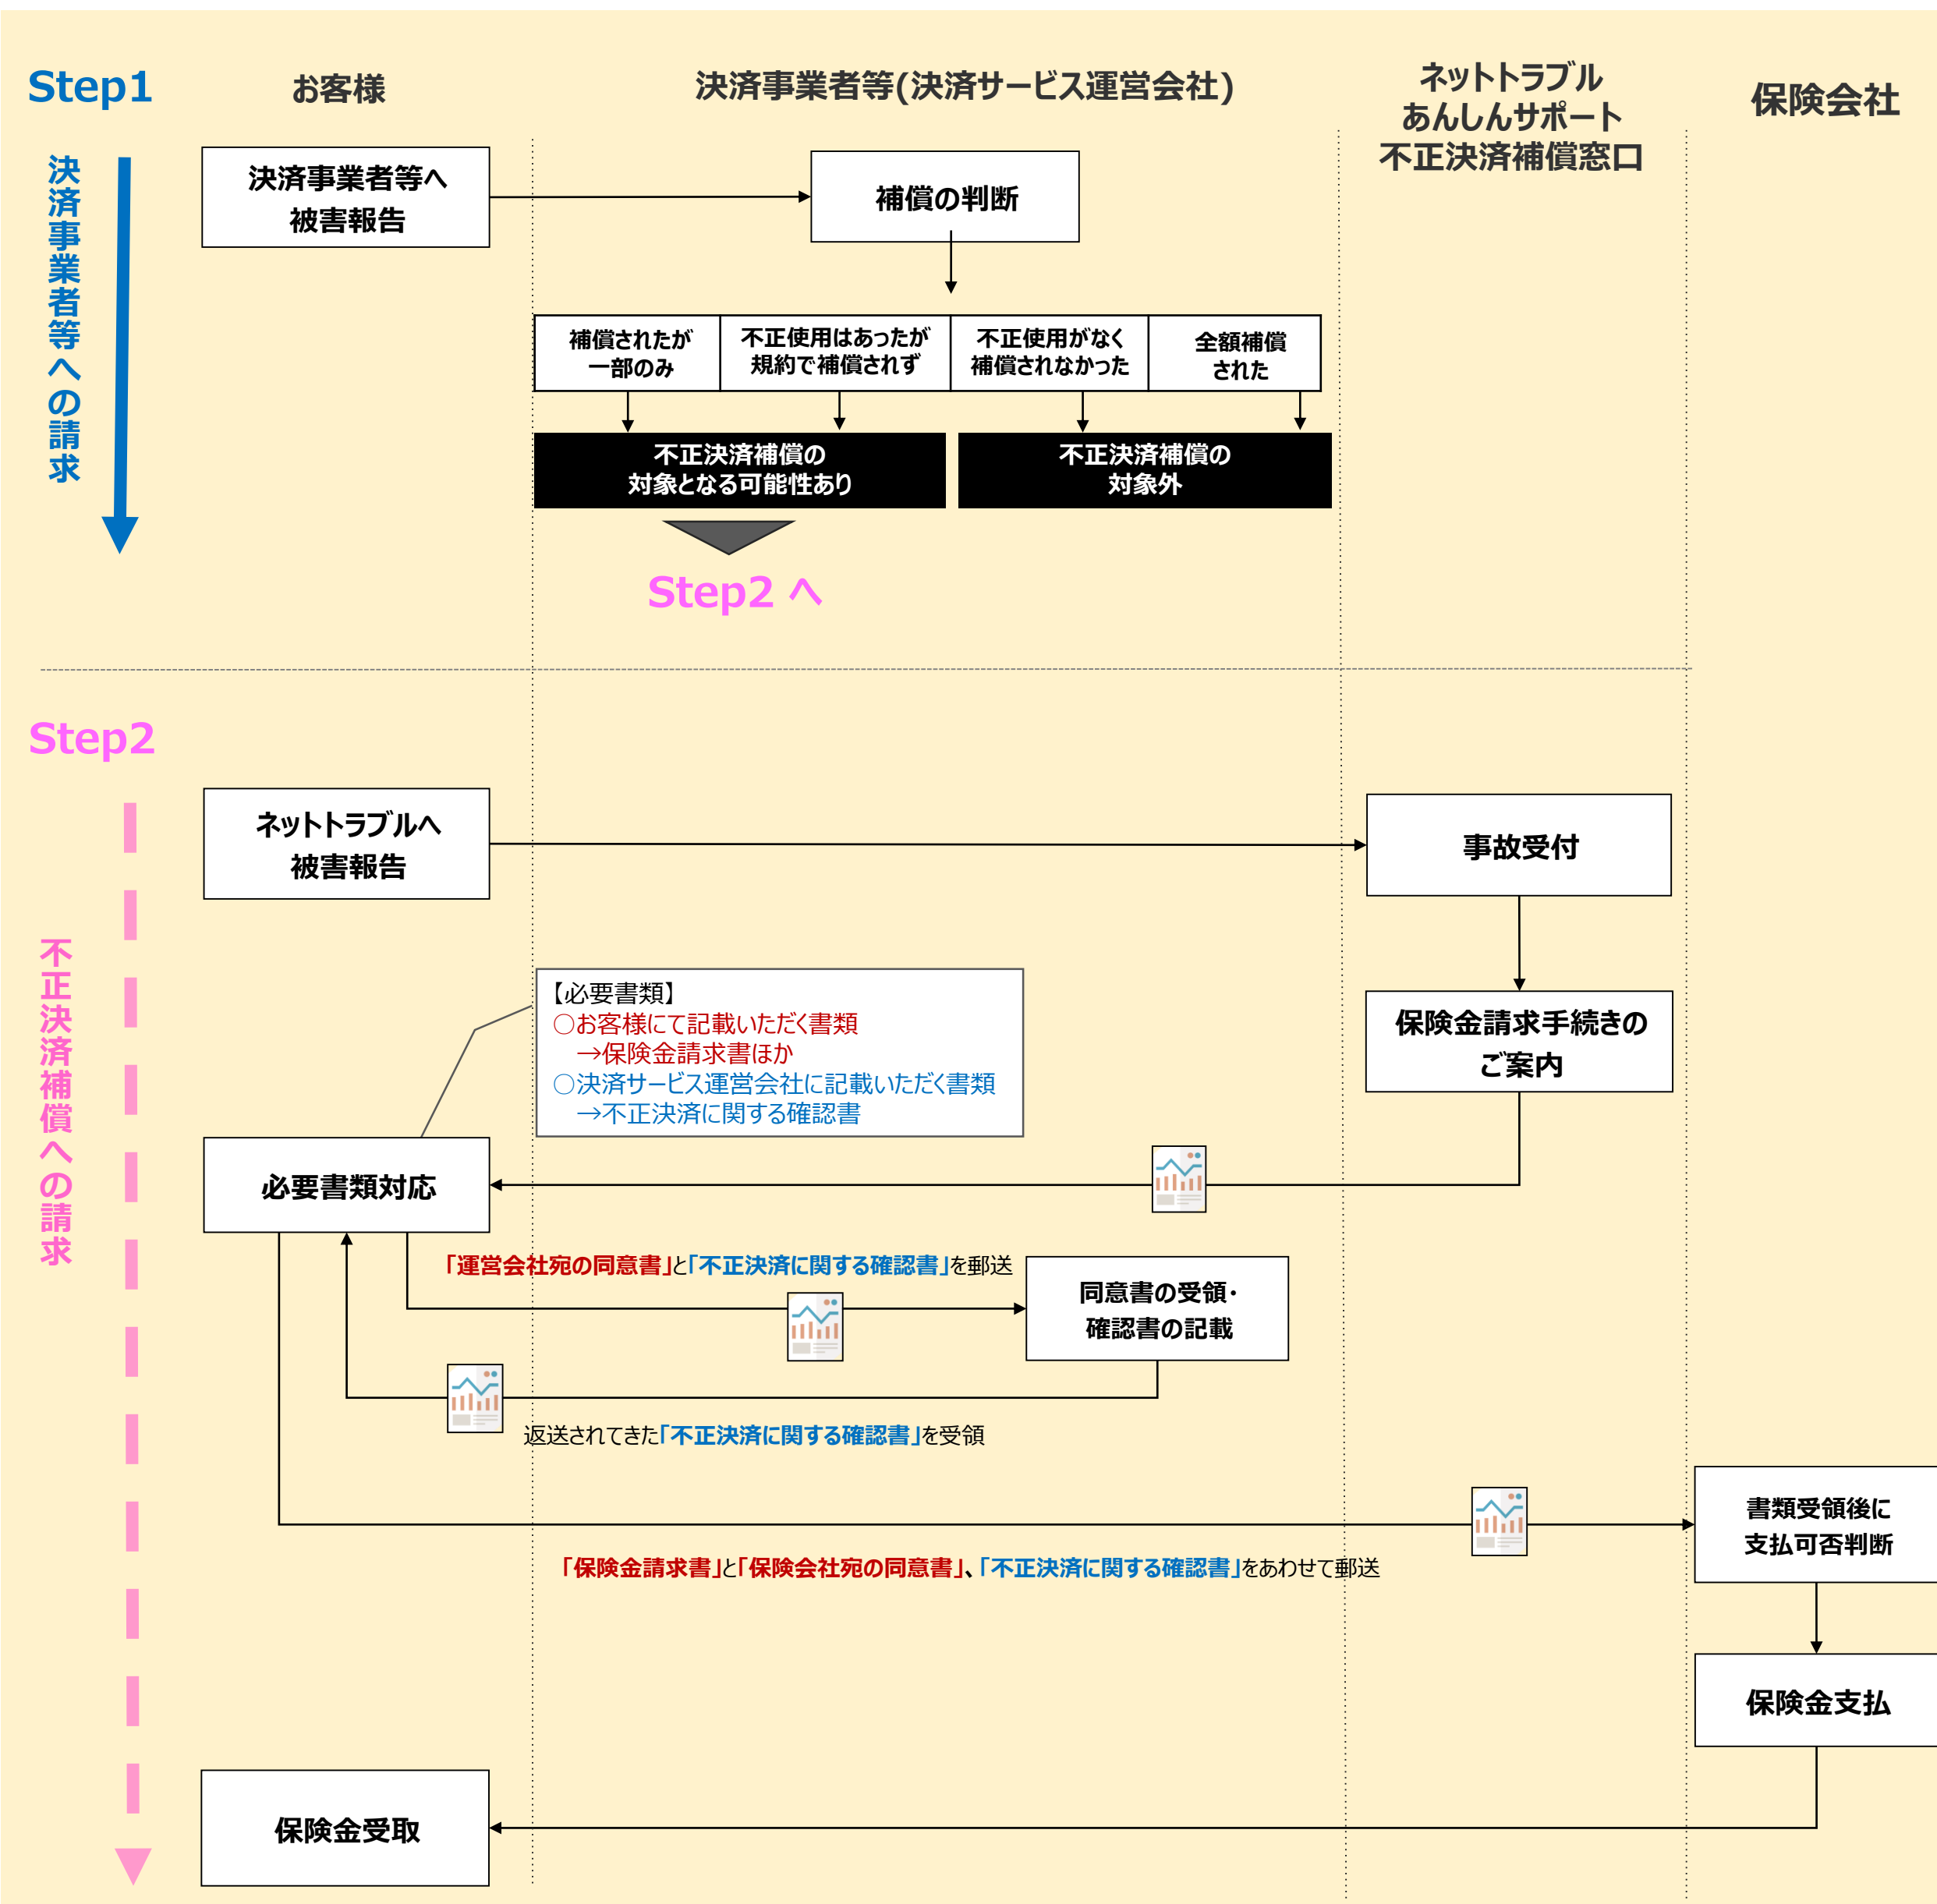 Step1
お客様
決済事業者等(決済サービス運営会社)
ネットトラブル
あんしんサポート
不正決済補償窓口
保険会社
決済事業者等への請求
決済事業者等へ
被害報告
補償の判断
補償されたが
一部のみ
不正使用はあったが
規約で補償されず
不正使用がなく
補償されなかった
全額補償
された
不正決済補償の
対象となる可能性あり
不正決済補償の
対象外
Step2 へ
Step2
不正決済補償への請求
ネットトラブルへ
被害報告
事故受付
保険金請求手続きの
ご案内
【必要書類】
○お客様にて記載いただく書類
→保険金請求書ほか
○決済サービス運営会社に記載いただく書類
→不正決済に関する確認書
必要書類対応
「運営会社宛の同意書」と「不正決済に関する確認書」を郵送
同意書の受領・
確認書の記載
返送されてきた「不正決済に関する確認書」を受領
書類受領後に
支払可否判断
「保険金請求書」と「保険会社宛の同意書」、「不正決済に関する確認書」をあわせて郵送
保険金支払
保険金受取